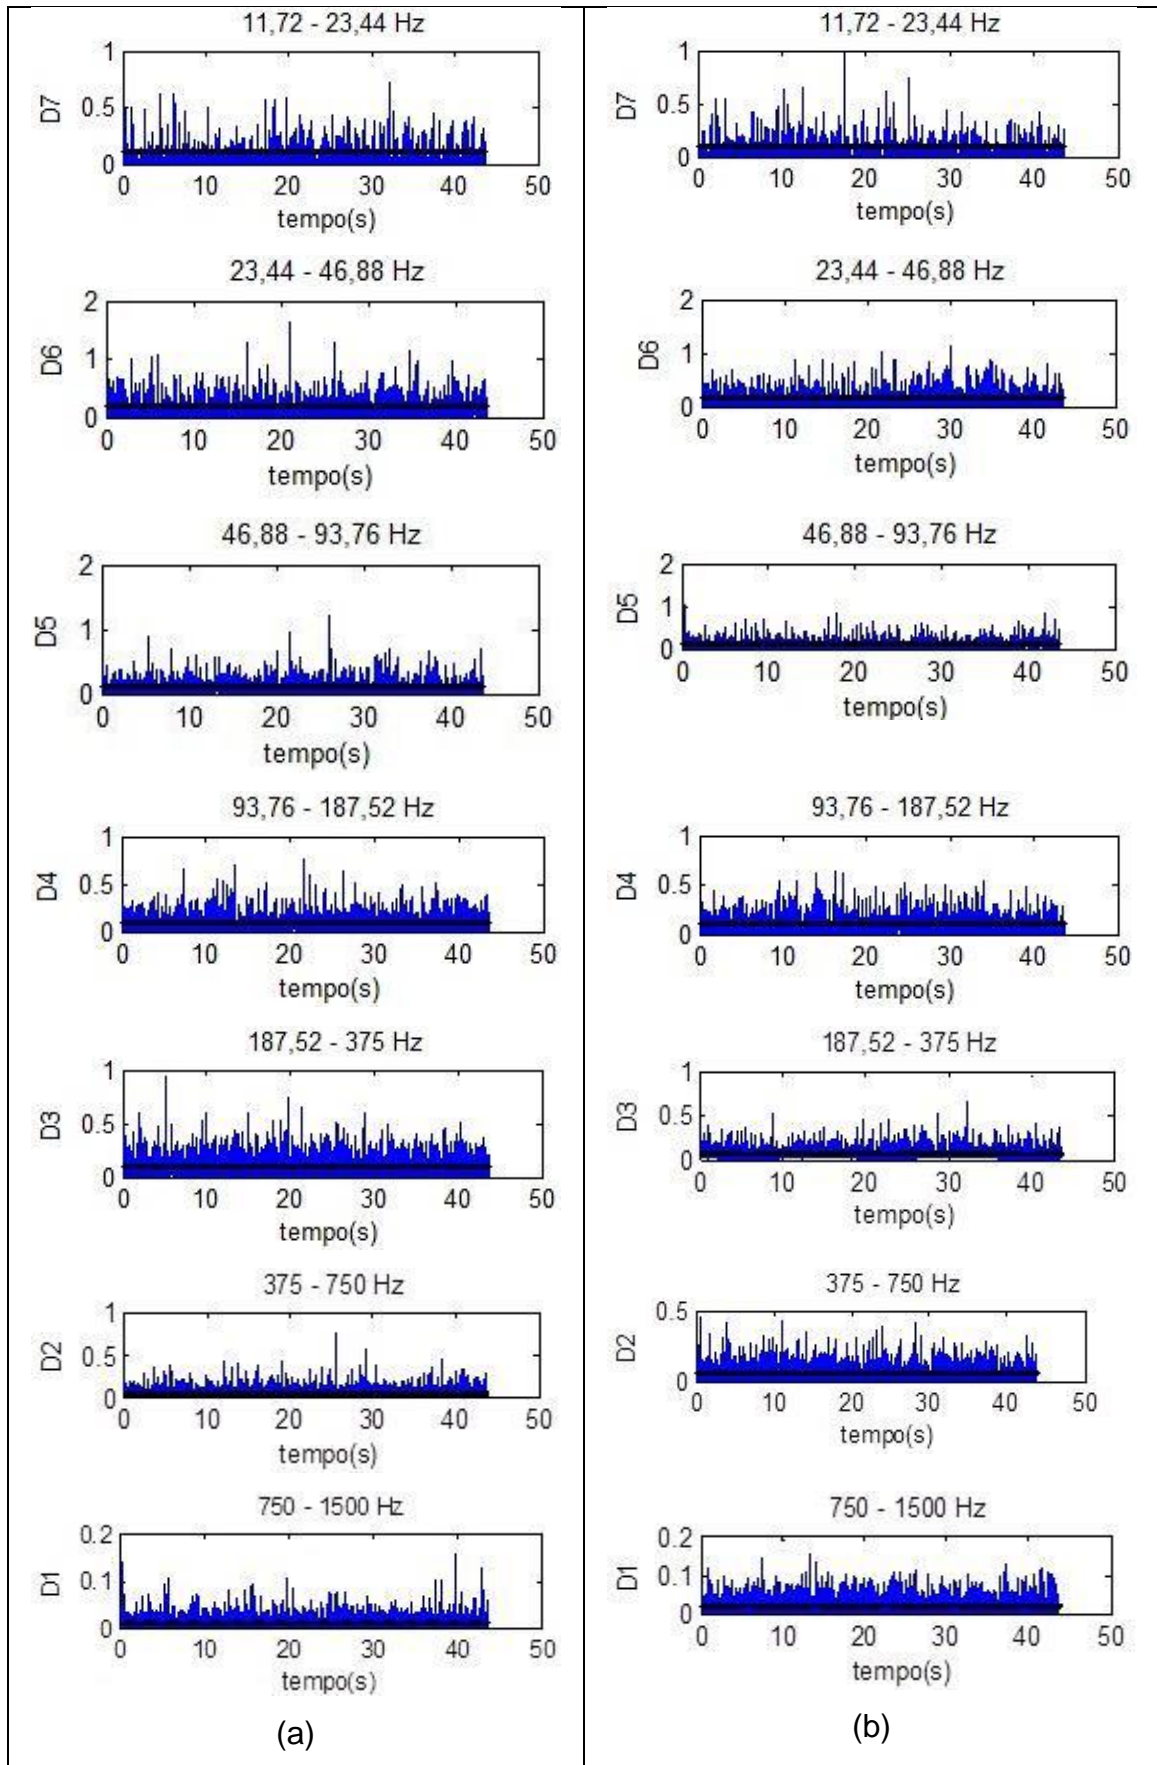 11,72 - 23,44 Hz
1
0.5
0
D7
0 10 20 30 40 50
tempo(s)
23,44 - 46,88 Hz
2
1
0
D6
0 10 20 30 40 50
tempo(s)
46,88 - 93,76 Hz
2
1
0
D5
0 10 20 30 40 50
tempo(s)
93,76 - 187,52 Hz
1
0.5
0
D4
0 10 20 30 40 50
tempo(s)
187,52 - 375 Hz
1
0.5
0
D3
0 10 20 30 40 50
tempo(s)
375 - 750 Hz
1
0.5
0
D2
0 10 20 30 40 50
tempo(s)
750 - 1500 Hz
0.2
0.1
0
D1
0 10 20 30 40 50
tempo(s)
(a)
11,72 - 23,44 Hz
1
0.5
0
D7
0 10 20 30 40 50
tempo(s)
23,44 - 46,88 Hz
2
1
0
D6
0 10 20 30 40 50
tempo(s)
46,88 - 93,76 Hz
2
1
0
D5
0 10 20 30 40 50
tempo(s)
93,76 - 187,52 Hz
1
0.5
0
D4
0 10 20 30 40 50
tempo(s)
187,52 - 375 Hz
1
0.5
0
D3
0 10 20 30 40 50
tempo(s)
375 - 750 Hz
0.5
0
D2
0 10 20 30 40 50
tempo(s)
750 - 1500 Hz
0.2
0.1
0
D1
0 10 20 30 40 50
tempo(s)
(b)